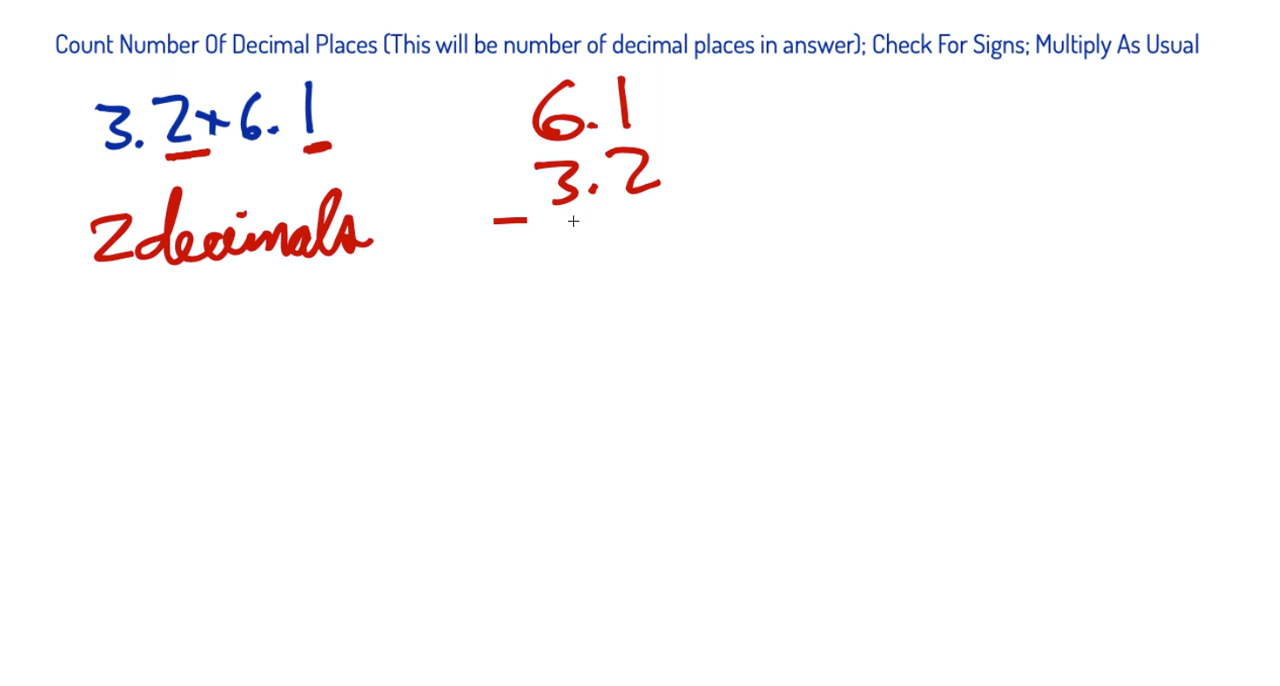 Count Number Of Decimal Places (This will be number of decimal places in answer); Check For Signs; Multiply As Usual
3.2+6.1
2decimals
6.1
3.2
-